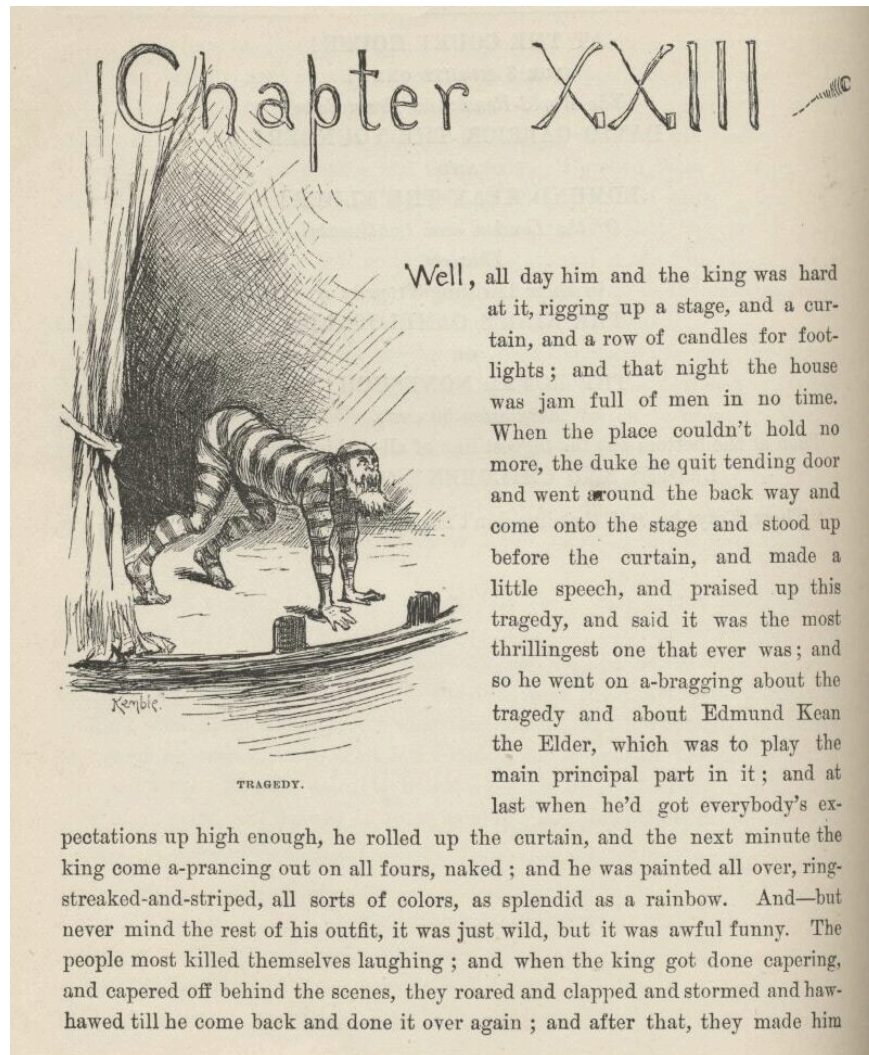 Chapter XXIII
Well, all day him and the king was hard
at it, rigging up a stage, and a cur-
tain, and a row of candles for foot-
lights ; and that night the house
was jam full of men in no time.
When the place couldn't hold no
more, the duke he quit tending door
and went around the back way and
come onto the stage and stood up
before the curtain, and made a
little speech, and praised up this
tragedy, and said it was the most
thrillingest one that ever was ; and
so he went on a-bragging about the
tragedy and about Edmund Kean
the Elder, which was to play the
main principal part in it ; and at
last when he'd got everybody's ex-
Kemble.
TRAGEDY.
pectations up high enough, he rolled up the curtain, and the next minute the
king come a-prancing out on all fours, naked ; and he was painted all over, ring-
streaked-and-striped, all sorts of colors, as splendid as a rainbow. And—but
never mind the rest of his outfit, it was just wild, but it was awful funny. The
people most killed themselves laughing ; and when the king got done capering,
and capered off behind the scenes, they roared and clapped and stormed and haw-
hawed till he come back and done it over again ; and after that, they made him